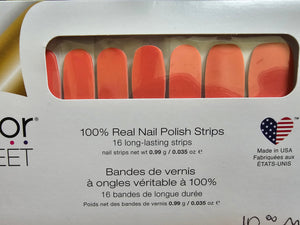 or
EET
100% Real Nail Polish Strips
16 long-lasting strips
nail strips net wt 0.99 g / 0.035 oz ℮
Bandes de vernis
à ongles véritable à 100%
16 bandes de longue durée
Poids net des bandes de vernis 0.99 g / 0.035 oz ℮
Made in USA
Fabriquées aux
ÉTATS-UNIS